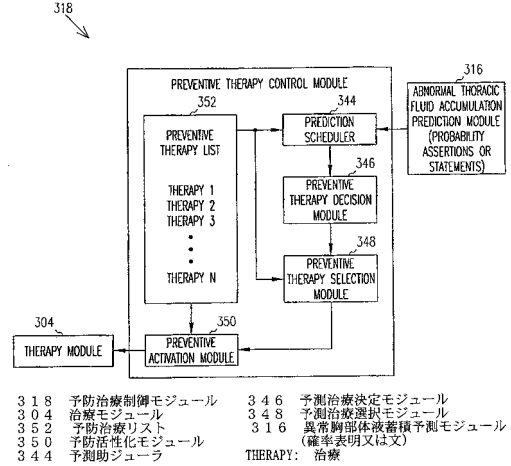 318
PREVENTIVE THERAPY CONTROL MODULE
352
PREVENTIVE
THERAPY LIST
THERAPY 1
THERAPY 2
THERAPY 3
THERAPY N
344
PREDICTION
SCHEDULER
346
PREVENTIVE
THERAPY DECISION
MODULE
348
PREVENTIVE
THERAPY SELECTION
MODULE
316
ABNORMAL THORACIC
FLUID ACCUMULATION
PREDICTION MODULE
(PROBABILITY
ASSERTIONS OR
STATEMENTS)
304
THERAPY MODULE
350
PREVENTIVE
ACTIVATION MODULE
318 予防治療制御モジュール
304 治療モジュール
352 予防治療リスト
350 予防活性化モジュール
344 予測助ジューラ
346 予測治療決定モジュール
348 予測治療選択モジュール
316 異常胸部体液蓄積予測モジュール
(確率表明又は文)
THERAPY: 治療